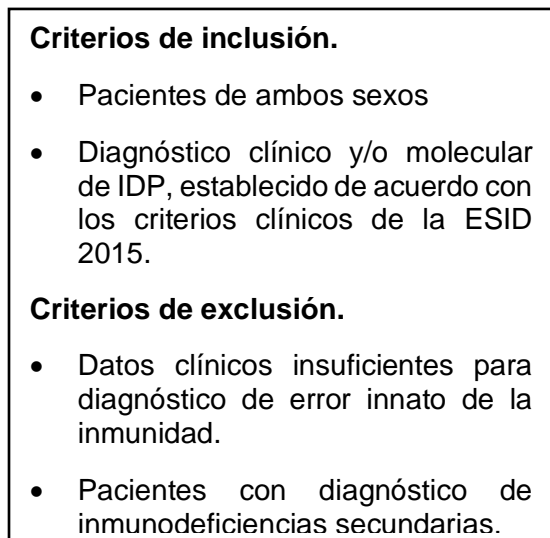 Criterios de inclusión.
• Pacientes de ambos sexos
• Diagnóstico clínico y/o molecular
de IDP, establecido de acuerdo con
los criterios clínicos de la ESID
2015.
Criterios de exclusión.
• Datos clínicos insuficientes para
diagnóstico de error innato de la
inmunidad.
• Pacientes con diagnóstico de
inmunodeficiencias secundarias.